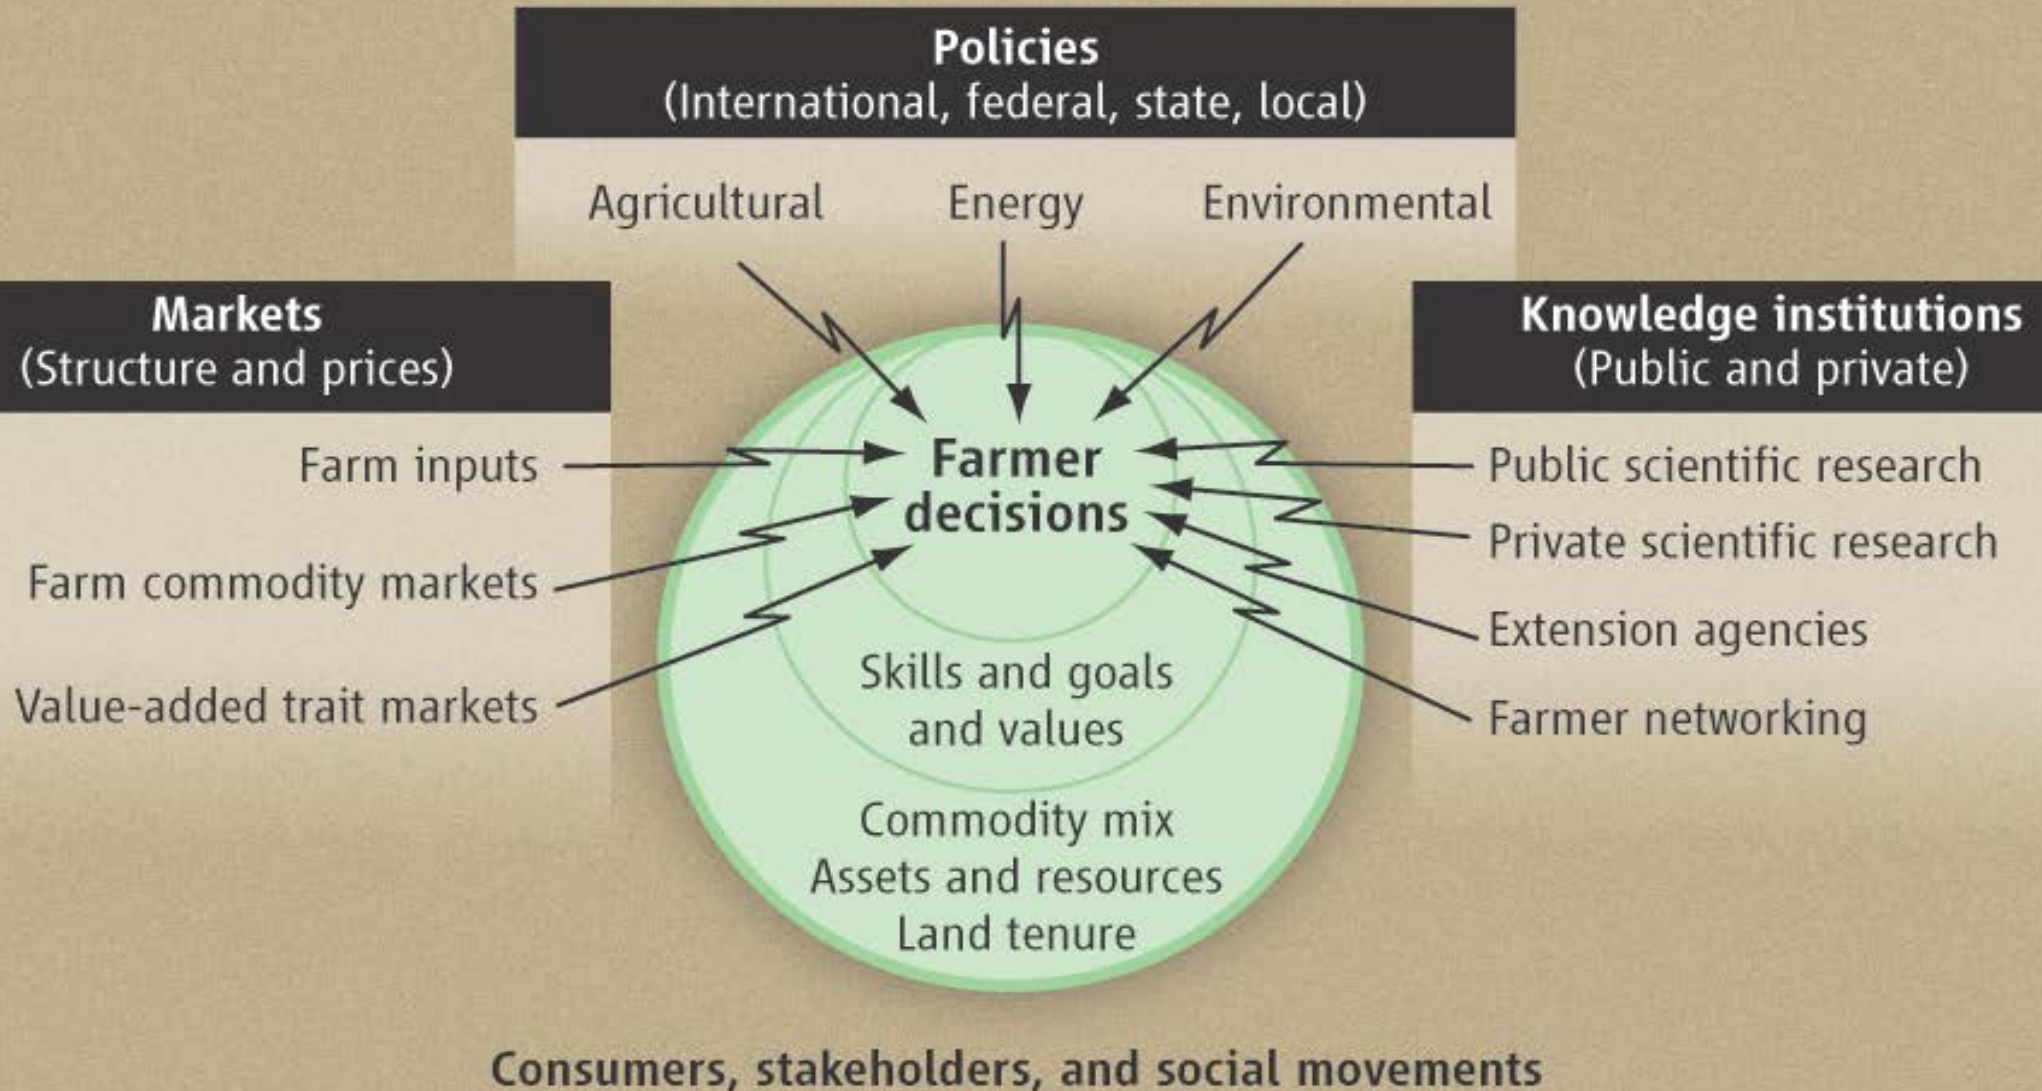 Policies
(International, federal, state, local)
Agricultural
Energy
Environmental
Markets
(Structure and prices)
Farm inputs
Farm commodity markets
Value-added trait markets
Knowledge institutions
(Public and private)
Public scientific research
Private scientific research
Extension agencies
Farmer networking
Farmer
decisions
Skills and goals
and values
Commodity mix
Assets and resources
Land tenure
Consumers, stakeholders, and social movements